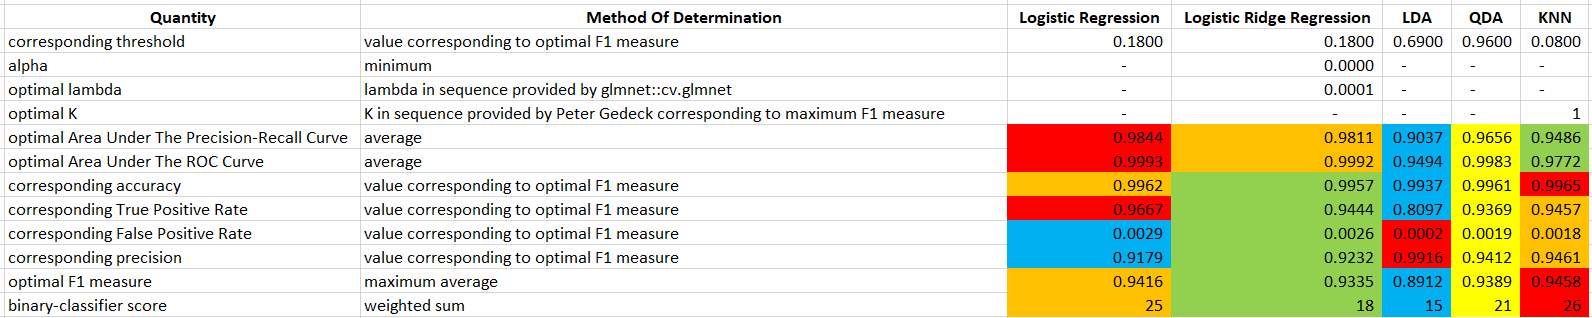 Quantity Method Of Determination Logistic Regression Logistic Ridge Regression LDA QDA KNN
corresponding threshold value corresponding to optimal F1 measure 0.1800 0.1800 0.6900 0.9600 0.0800
alpha minimum - 0.0000 - - -
optimal lambda lambda in sequence provided by glmnet::cv.glmnet - 0.0001 - - -
optimal K K in sequence provided by Peter Gedeck corresponding to maximum F1 measure - - - - 1
optimal Area Under The Precision-Recall Curve average 0.9844 0.9811 0.9037 0.9656 0.9486
optimal Area Under The ROC Curve average 0.9993 0.9992 0.9494 0.9983 0.9772
corresponding accuracy value corresponding to optimal F1 measure 0.9962 0.9957 0.9937 0.9961 0.9965
corresponding True Positive Rate value corresponding to optimal F1 measure 0.9667 0.9444 0.8097 0.9369 0.9457
corresponding False Positive Rate value corresponding to optimal F1 measure 0.0029 0.0026 0.0002 0.0019 0.0018
corresponding precision value corresponding to optimal F1 measure 0.9179 0.9232 0.9916 0.9412 0.9461
optimal F1 measure maximum average 0.9416 0.9335 0.8912 0.9389 0.9458
binary-classifier score weighted sum 25 18 15 21 26